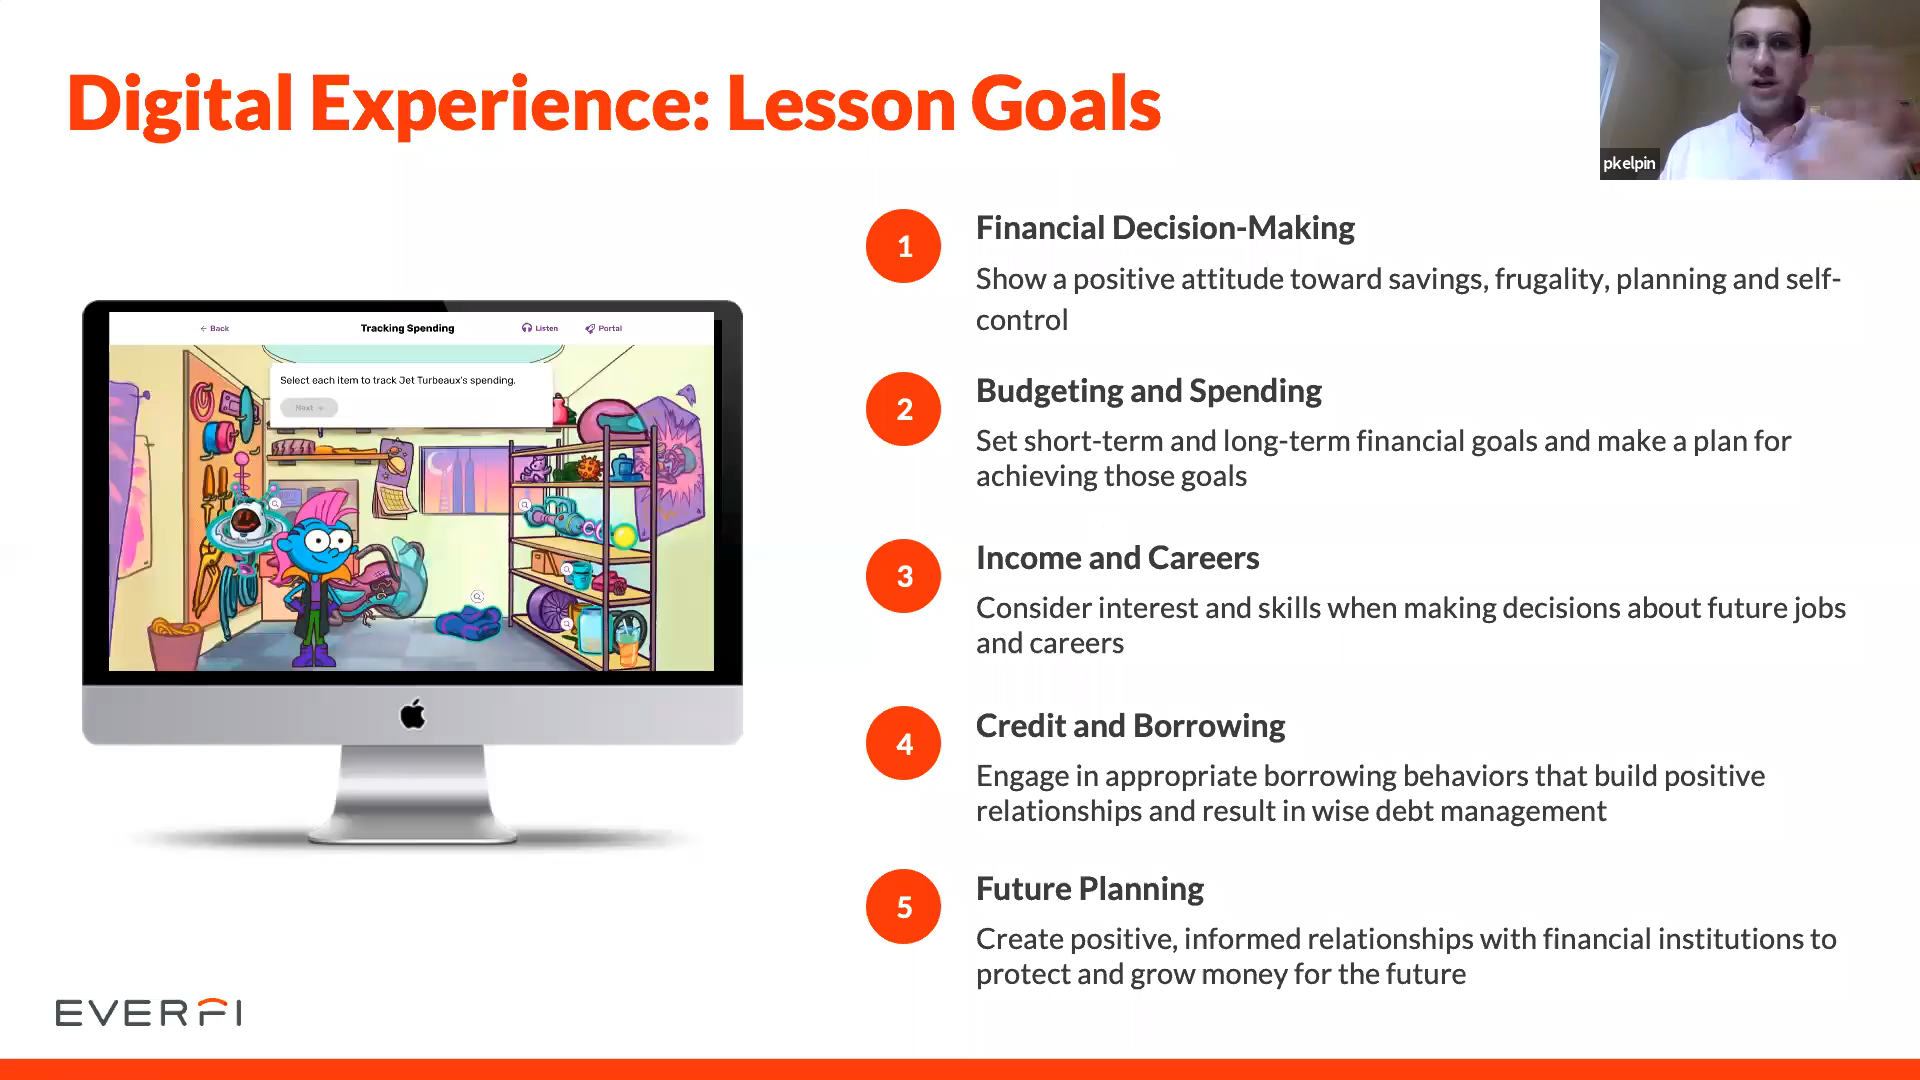 Digital Experience: Lesson Goals
pkelpin
← Back
Tracking Spending
Listen
Portal
Select each item to track Jet Turbeaux's spending.
Next →
1
Financial Decision-Making
Show a positive attitude toward savings, frugality, planning and self-
control
2
Budgeting and Spending
Set short-term and long-term financial goals and make a plan for
achieving those goals
3
Income and Careers
Consider interest and skills when making decisions about future jobs
and careers
4
Credit and Borrowing
Engage in appropriate borrowing behaviors that build positive
relationships and result in wise debt management
5
Future Planning
Create positive, informed relationships with financial institutions to
protect and grow money for the future
EVERFI